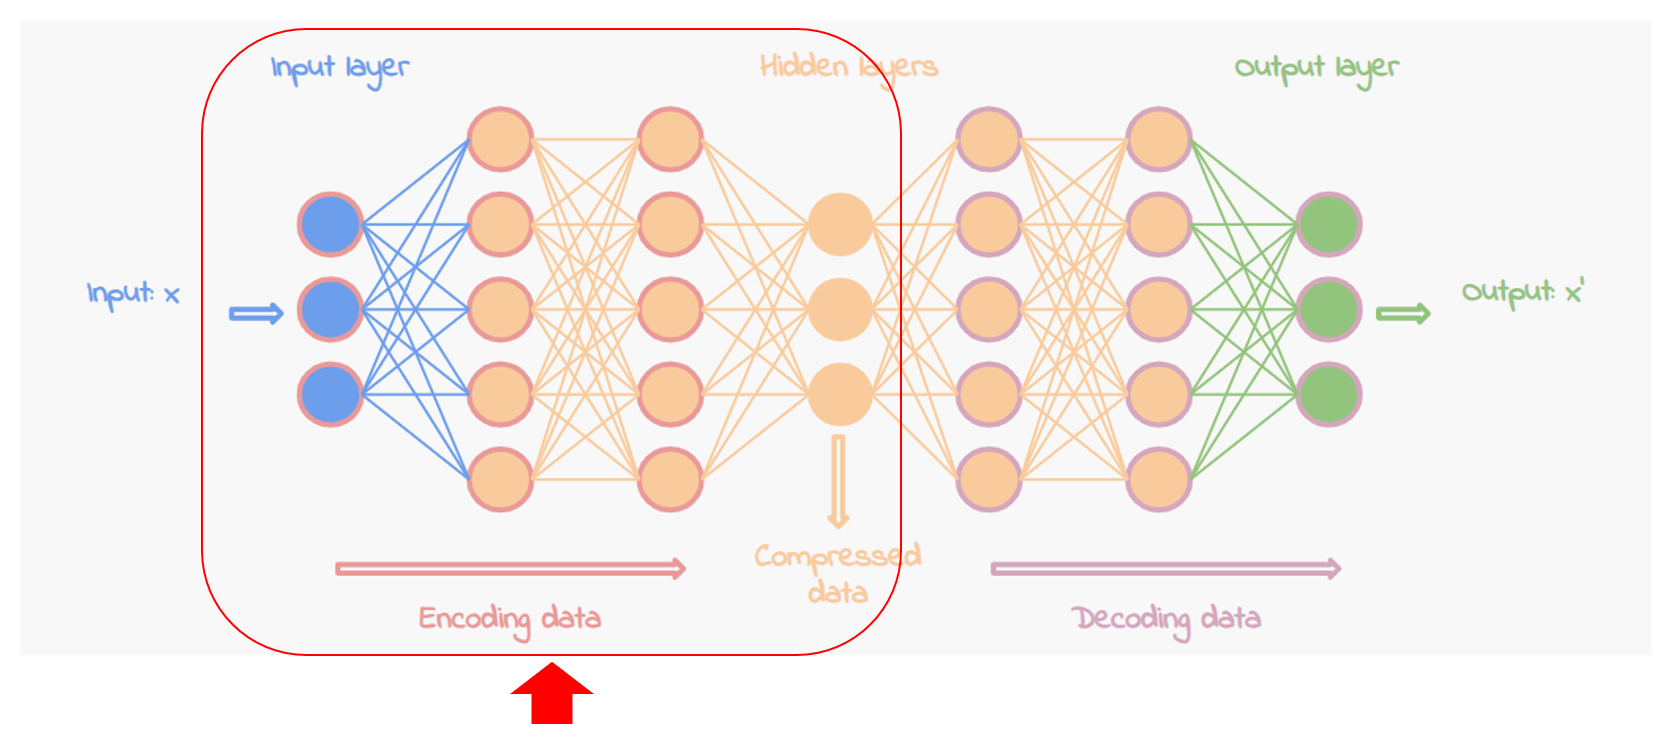 Input layer
Hidden layers
Output layer
Input: x
Output: x'
Compressed
data
Encoding data
Decoding data